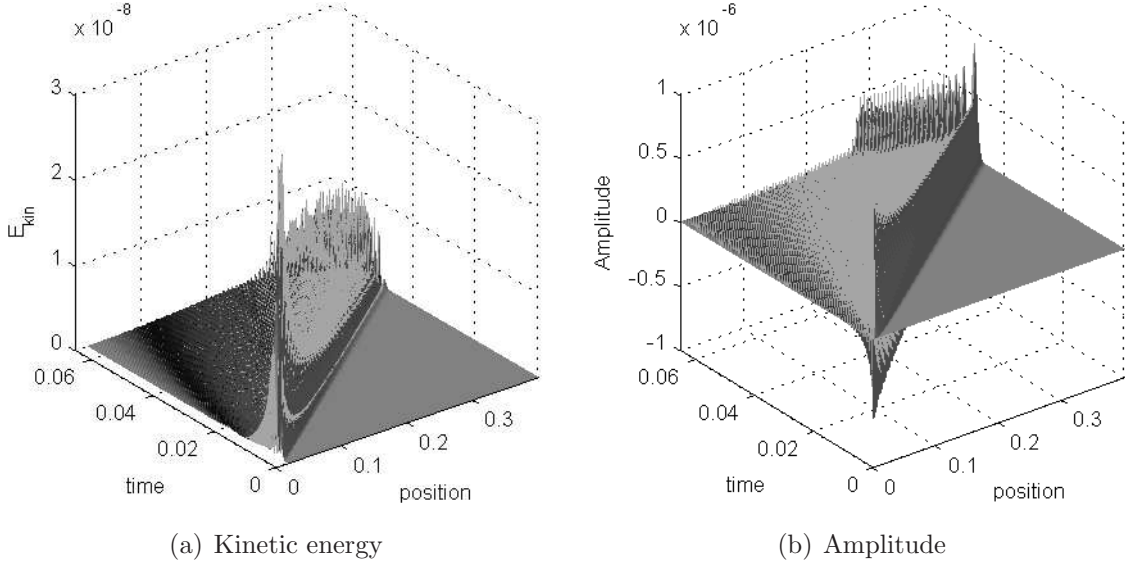 x 10^-8
3
2
1
0
E_kin
0.06
0.04
0.02
0
time
0
0.1
0.2
0.3
position
(a) Kinetic energy
x 10^-6
1
0.5
0
-0.5
-1
Amplitude
0.06
0.04
0.02
0
time
0
0.1
0.2
0.3
position
(b) Amplitude